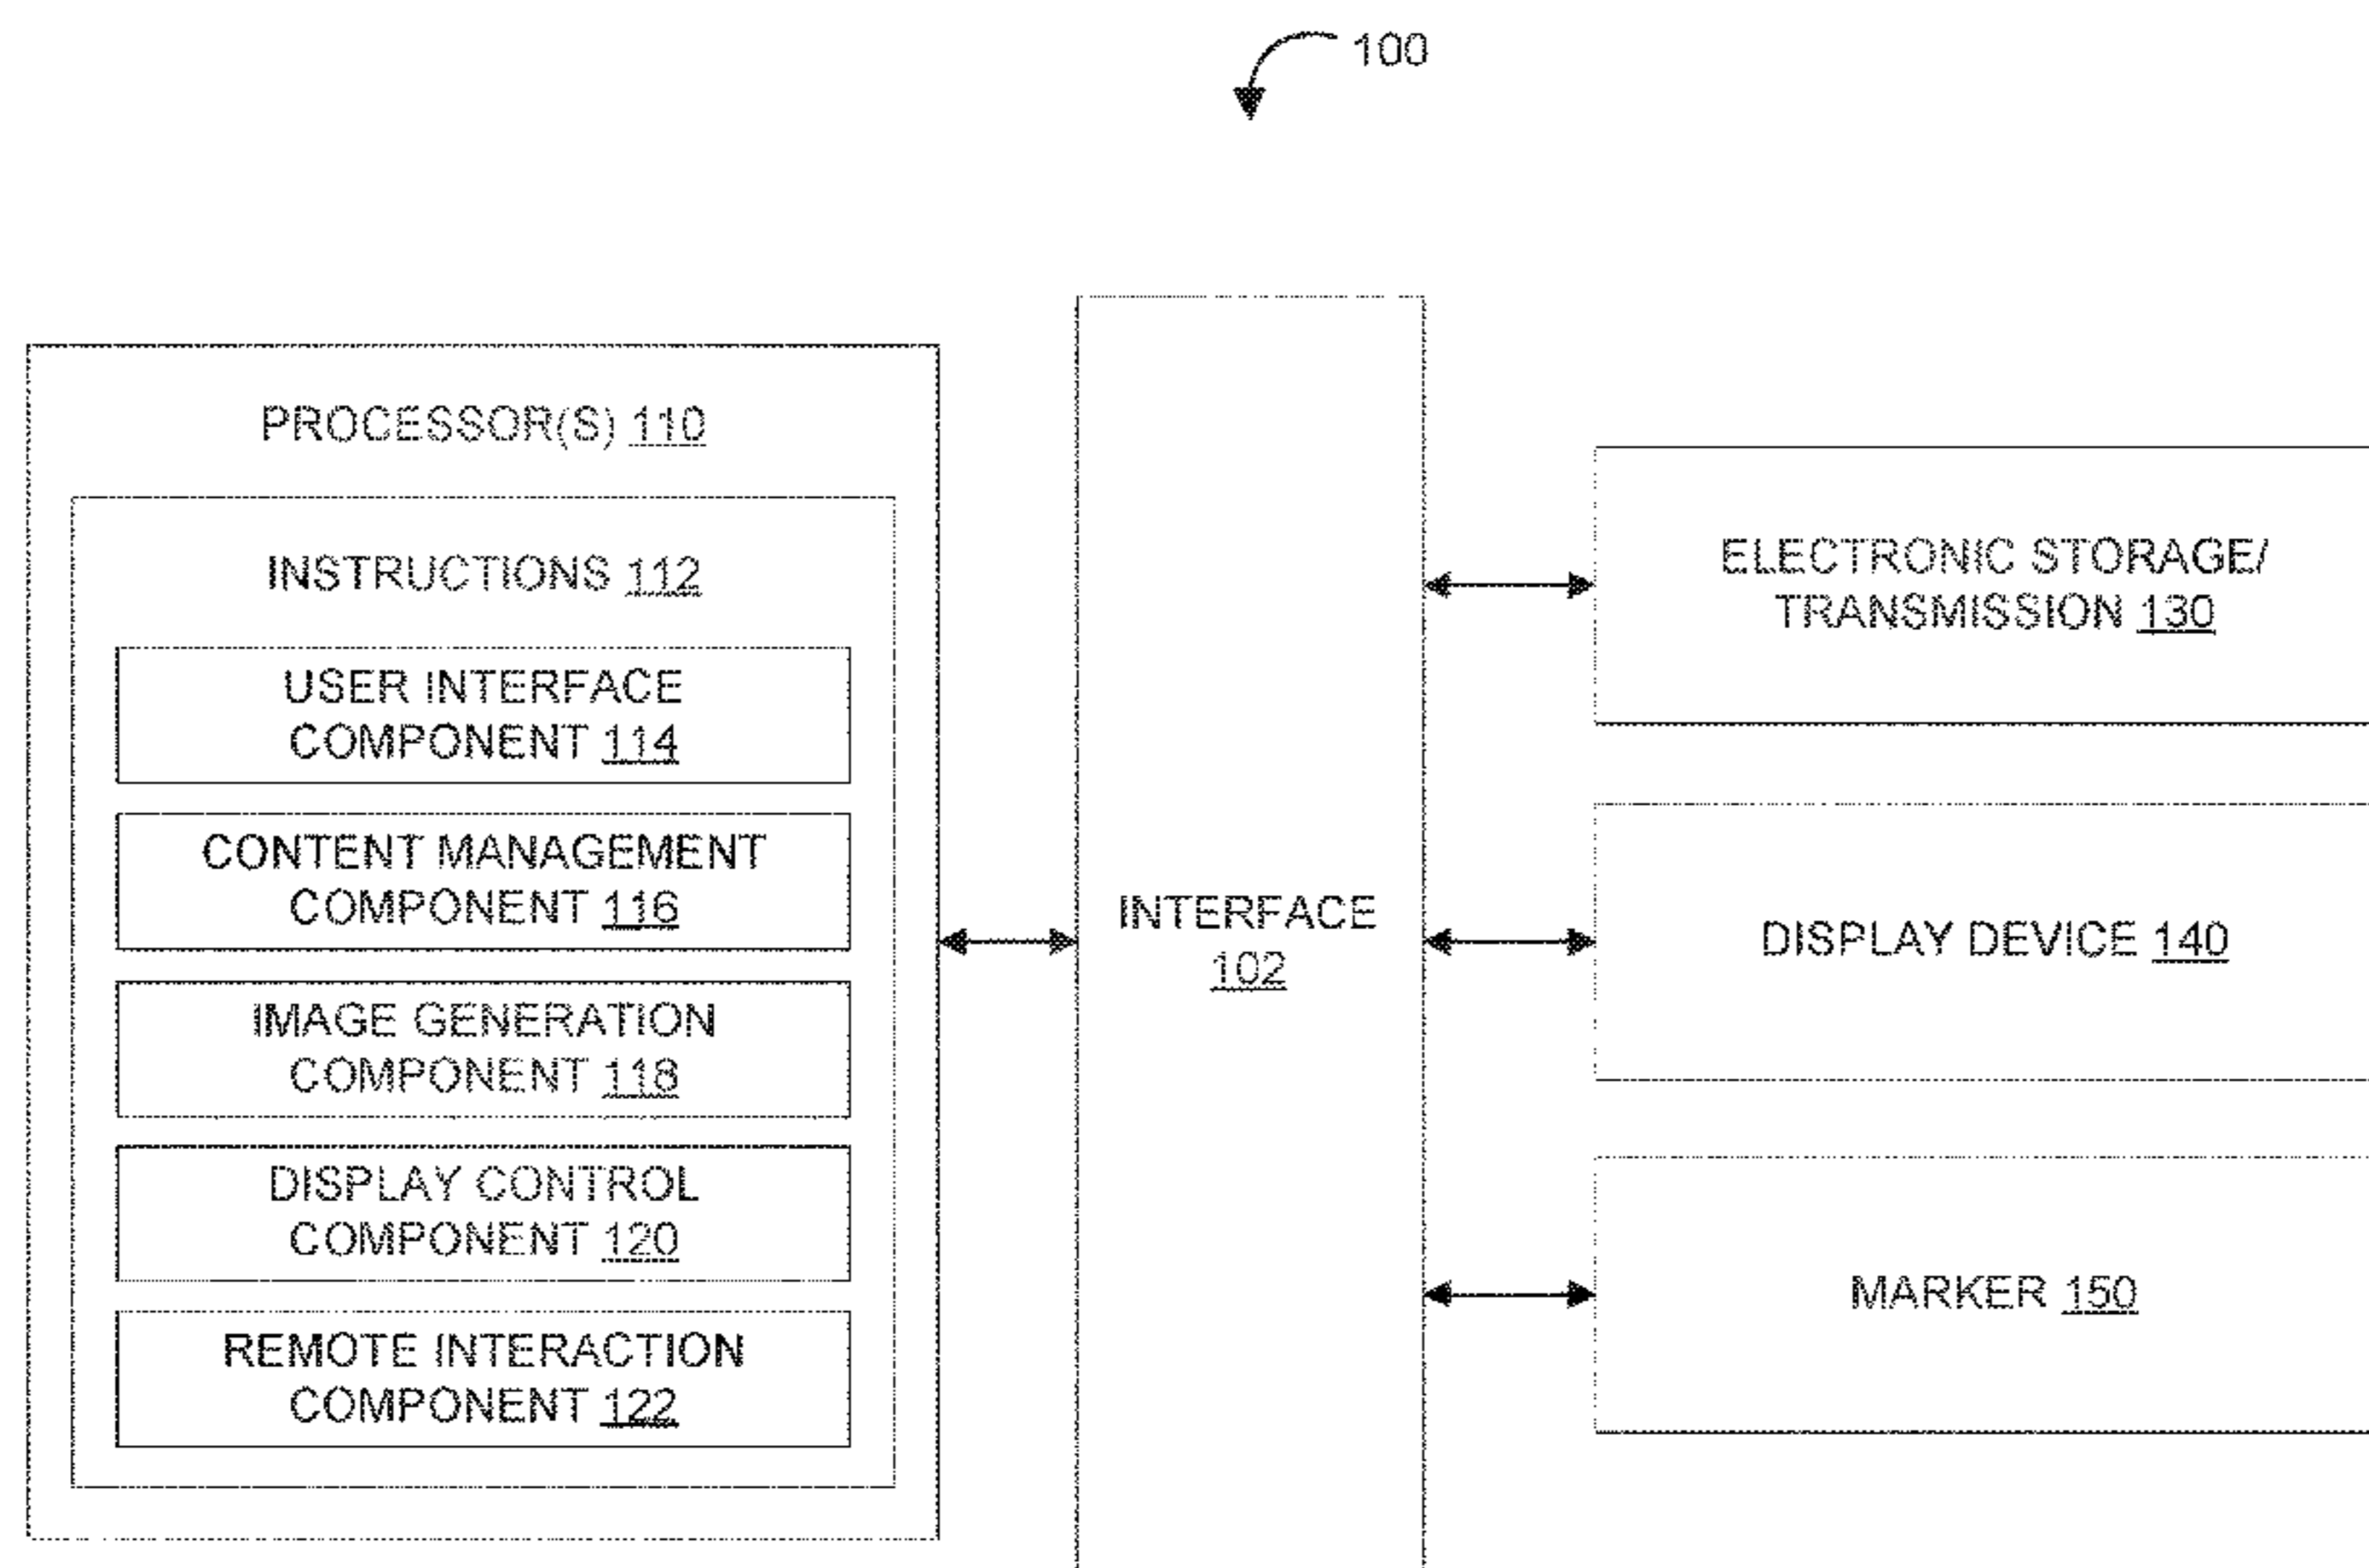 100
PROCESSOR(S) 110
INSTRUCTIONS 112
USER INTERFACE
COMPONENT 114
CONTENT MANAGEMENT
COMPONENT 116
IMAGE GENERATION
COMPONENT 118
DISPLAY CONTROL
COMPONENT 120
REMOTE INTERACTION
COMPONENT 122
INTERFACE
102
ELECTRONIC STORAGE/
TRANSMISSION 130
DISPLAY DEVICE 140
MARKER 150